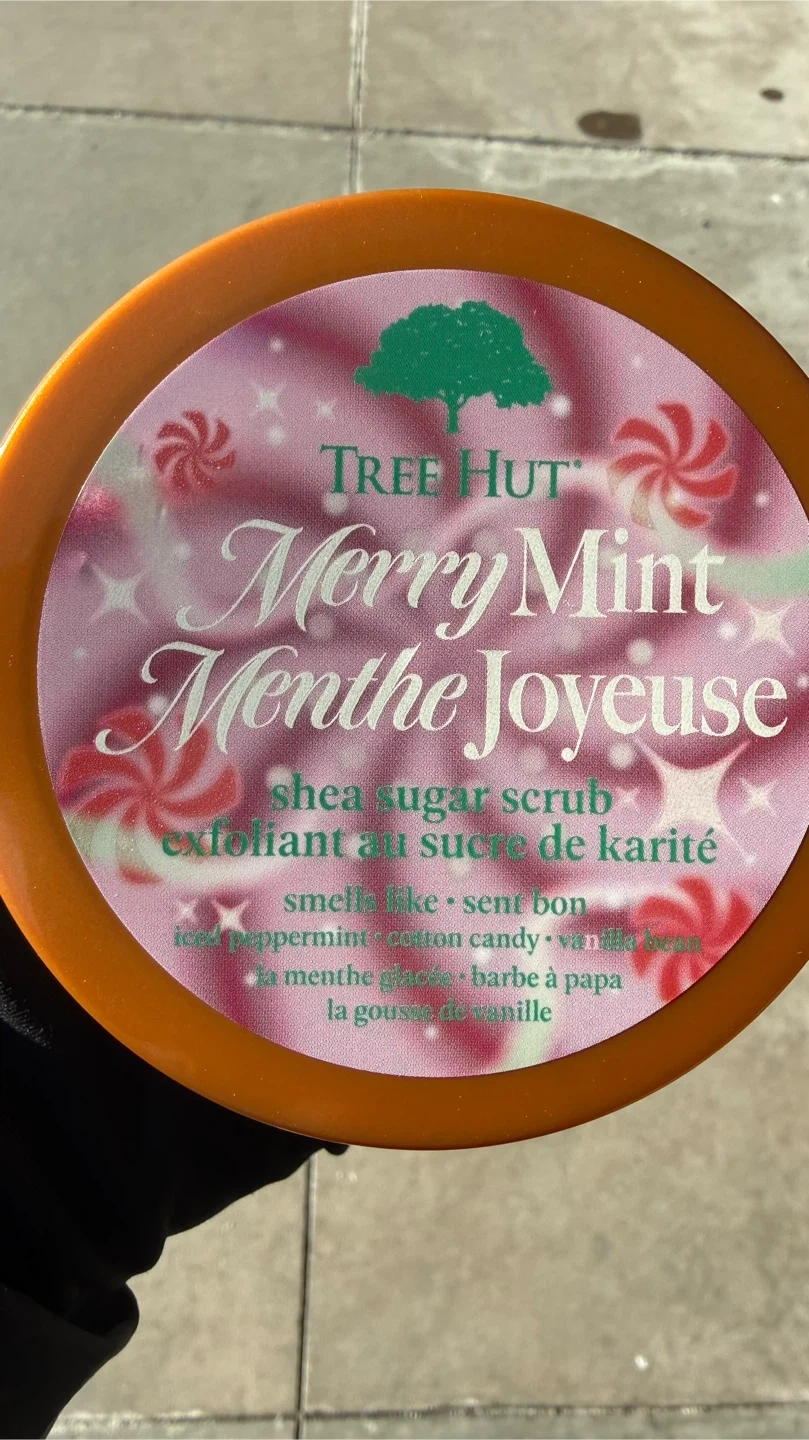 TREE HUT®
Merry Mint
Menthe Joyeuse
shea sugar scrub
exfoliant au sucre de karité
smells like • sent bon
iced peppermint • cotton candy • vanilla bean
la menthe glacée • barbe à papa
la gousse de vanille